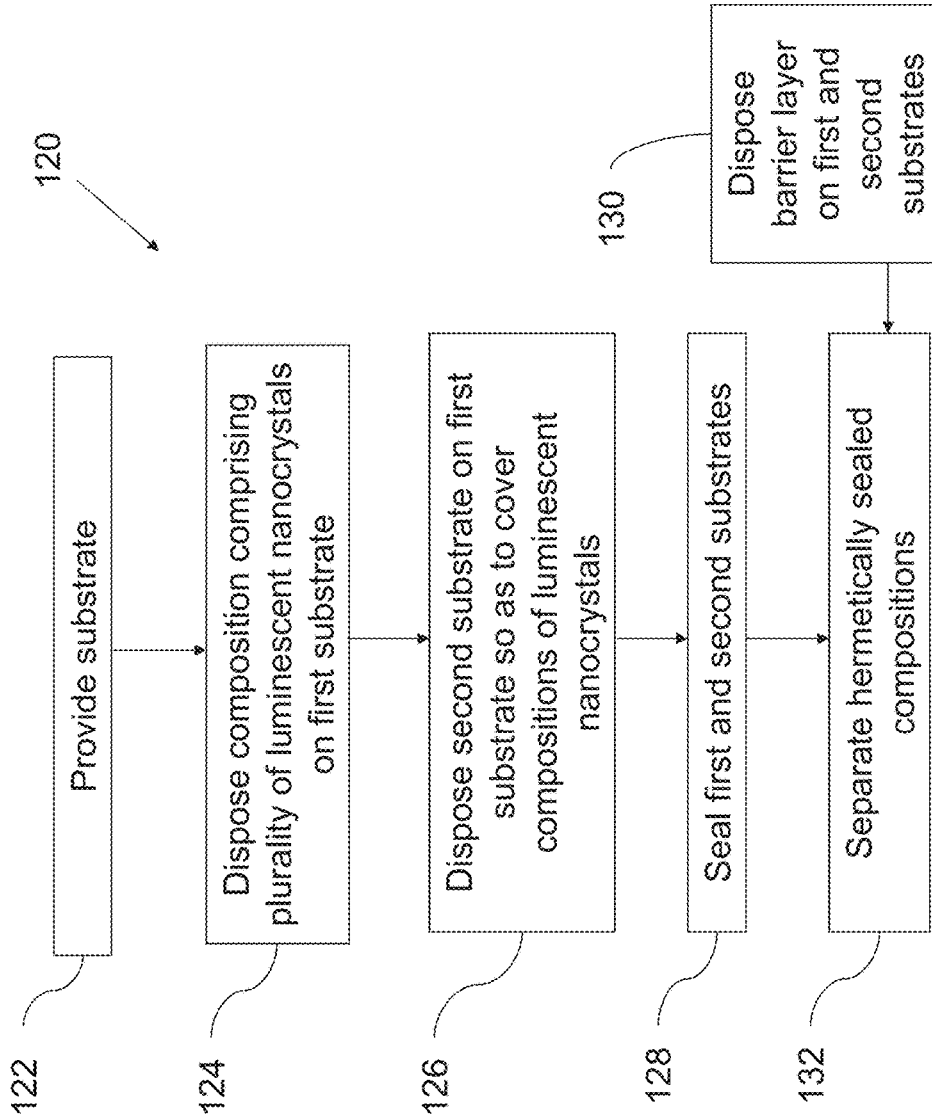 120
122
Provide substrate
124
Dispose composition comprising
plurality of luminescent nanocrystals
on first substrate
126
Dispose second substrate on first
substrate so as to cover
compositions of luminescent
nanocrystals
128
Seal first and second substrates
130
Dispose
barrier layer
on first and
second
substrates
132
Separate hermetically sealed
compositions